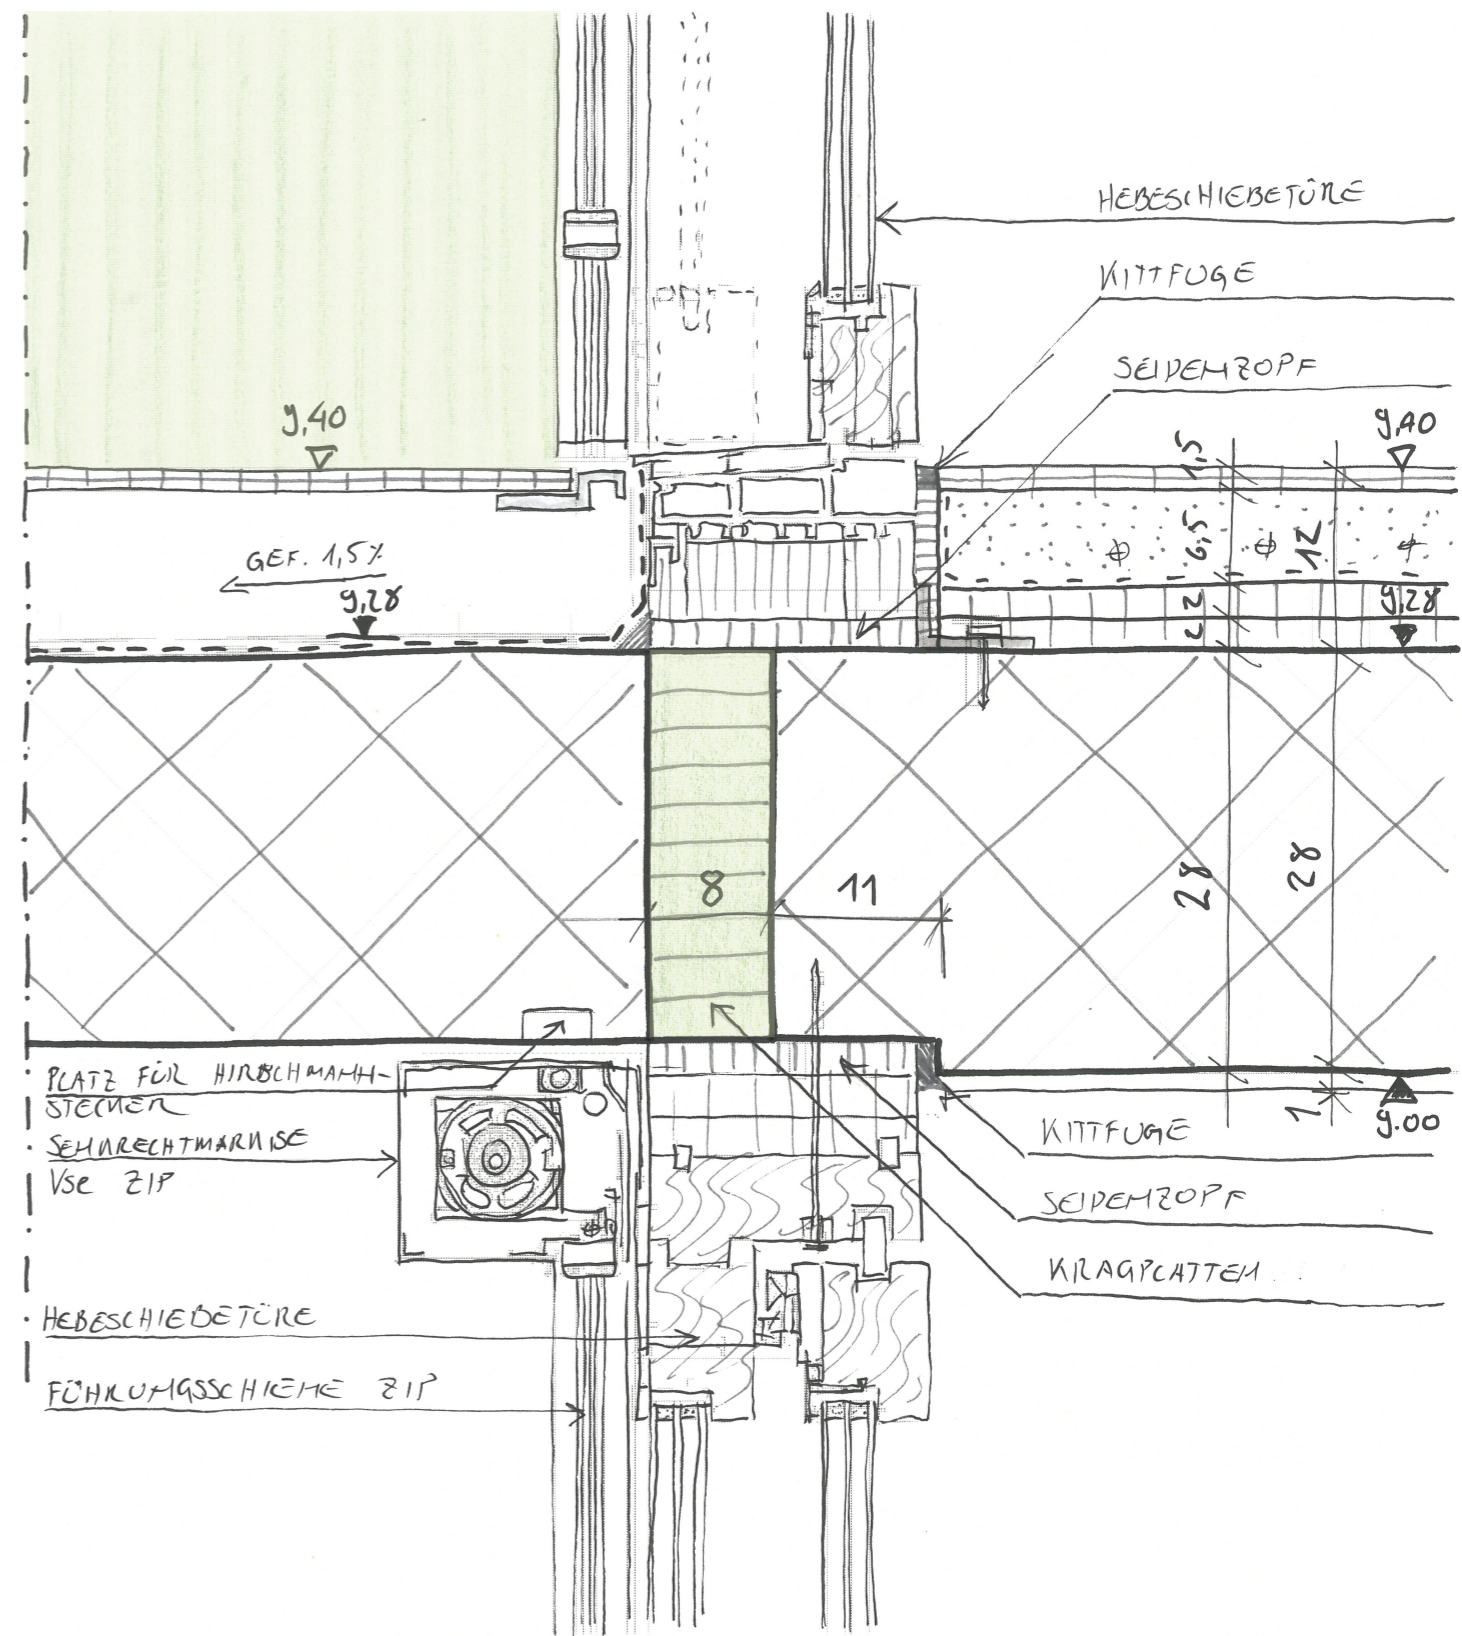 HEBESCHIEBETÜRE
KITTFUGE
SEIDENZOPF
9,40
9,40
1,5
GEF. 1,5%
6,5
12
9,28
9,28
2
2
8
11
28
28
PLATZ FÜR HIRSCHMANN-
STECKER
SENKRECHTMARKISE
VSe ZIP
1
9.00
KITTFUGE
SEIDENZOPF
KRAGPLATTEN
HEBESCHIEBETÜRE
FÜHRUNGSSCHIENE ZIP